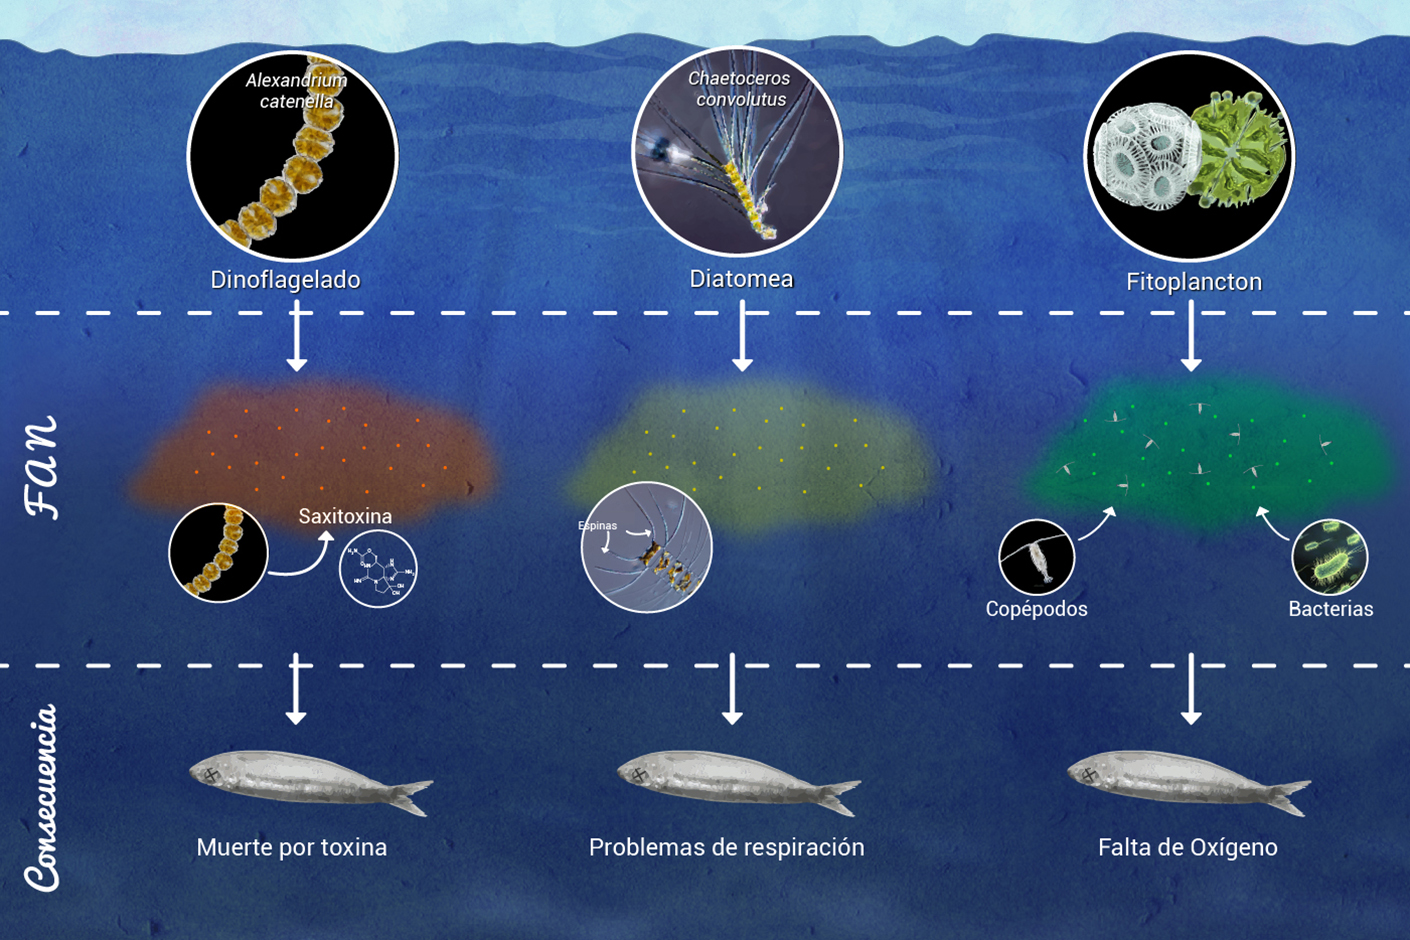 Alexandrium
catenella
Chaetoceros
convolutus
Dinoflagelado
Diatomea
Fitoplancton
FAN
Saxitoxina
Espinas
Copépodos
Bacterias
Consecuencia
Muerte por toxina
Problemas de respiración
Falta de Oxígeno